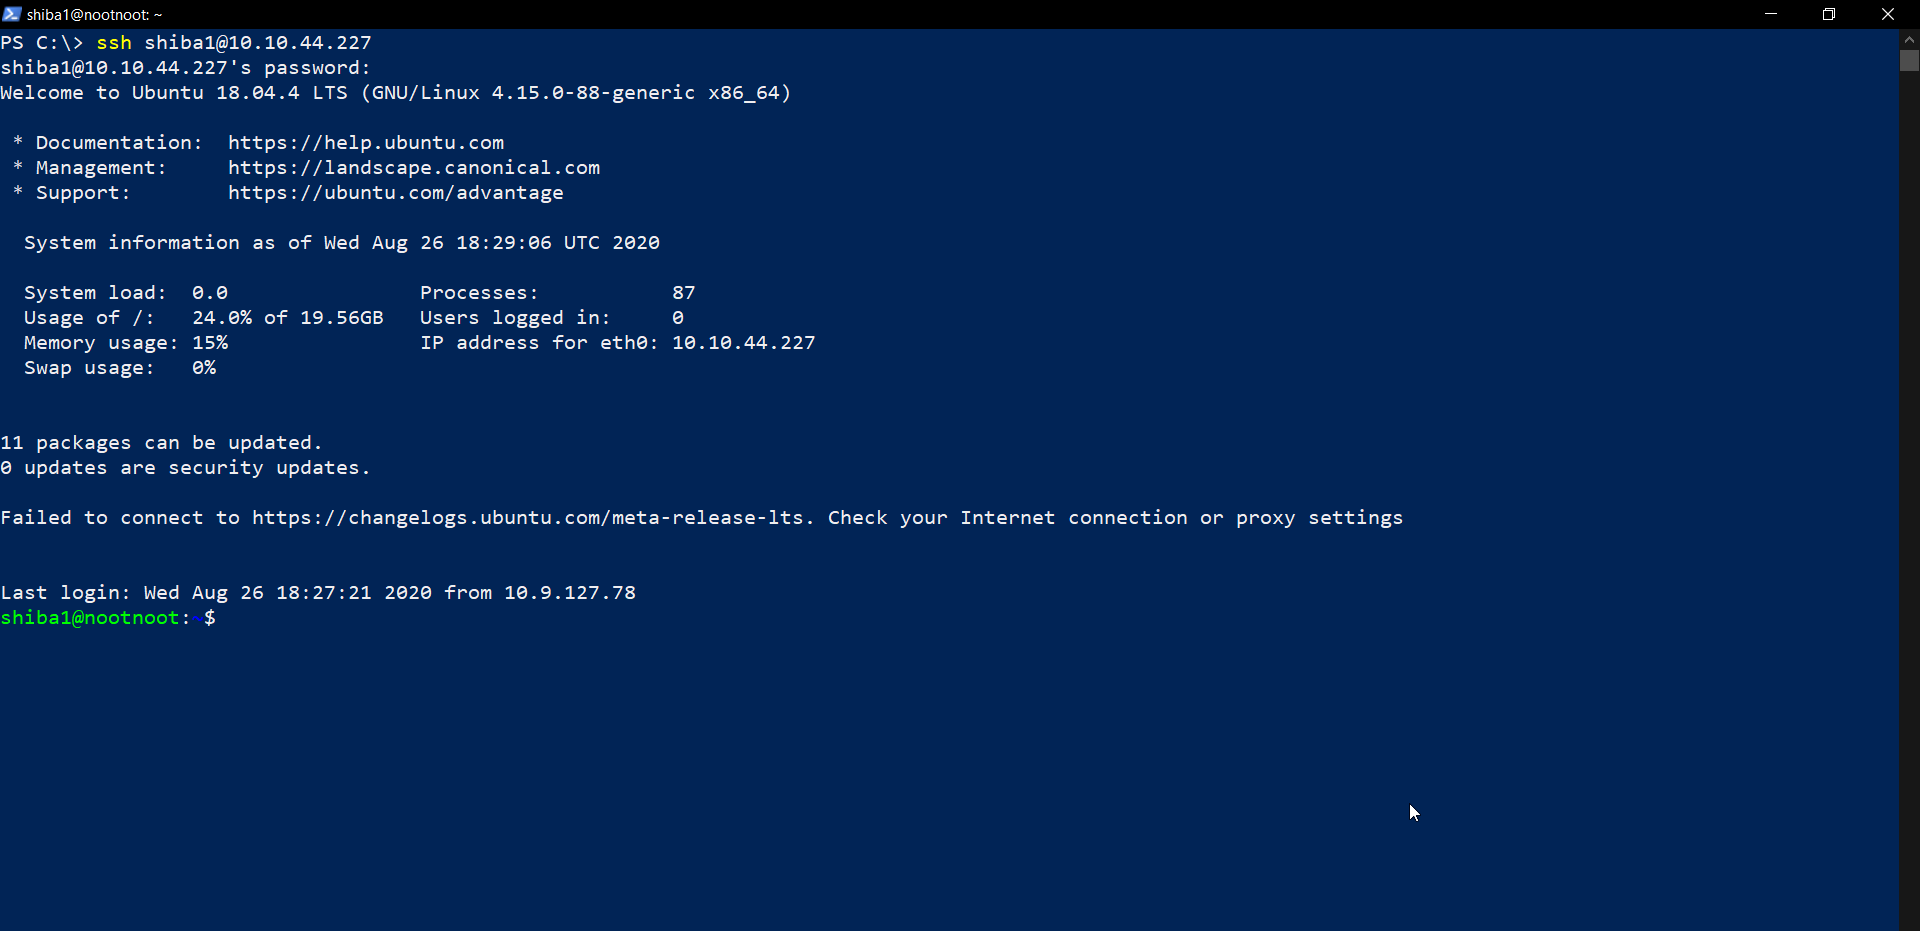 shiba1@nootnoot: ~
PS C:\> ssh shiba1@10.10.44.227
shiba1@10.10.44.227's password:
Welcome to Ubuntu 18.04.4 LTS (GNU/Linux 4.15.0-88-generic x86_64)
* Documentation:  https://help.ubuntu.com
* Management:     https://landscape.canonical.com
* Support:        https://ubuntu.com/advantage
System information as of Wed Aug 26 18:29:06 UTC 2020
System load:  0.0                Processes:           87
Usage of /:   24.0% of 19.56GB   Users logged in:     0
Memory usage: 15%                IP address for eth0: 10.10.44.227
Swap usage:   0%
11 packages can be updated.
0 updates are security updates.
Failed to connect to https://changelogs.ubuntu.com/meta-release-lts. Check your Internet connection or proxy settings
Last login: Wed Aug 26 18:27:21 2020 from 10.9.127.78
shiba1@nootnoot:~$